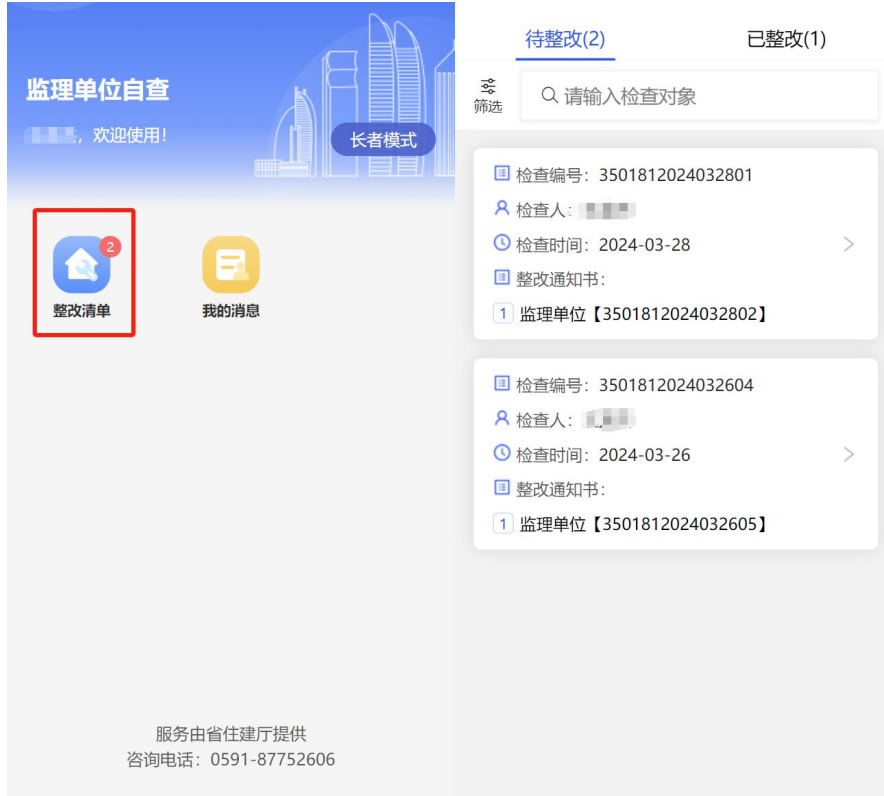 监理单位自查
，欢迎使用！
长者模式
2
整改清单
我的消息
服务由省住建厅提供
咨询电话：0591-87752606
待整改(2)
已整改(1)
筛选
请输入检查对象
检查编号：3501812024032801
检查人：
检查时间：2024-03-28
整改通知书：
1 监理单位【3501812024032802】
检查编号：3501812024032604
检查人：
检查时间：2024-03-26
整改通知书：
1 监理单位【3501812024032605】